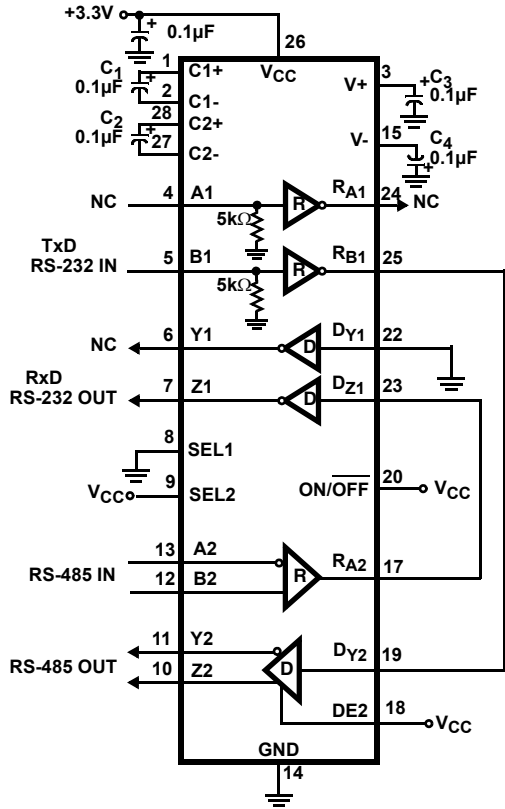 +3.3V
0.1µF
26
VCC
1
C1+
C1
0.1µF
2
C1-
28
C2+
C2
0.1µF
27
C2-
3
V+
C3
0.1µF
15
V-
C4
0.1µF
NC
4
A1
R
RA1
24
NC
5kΩ
TxD
RS-232 IN
5
B1
R
RB1
25
5kΩ
NC
6
Y1
D
DY1
22
RxD
RS-232 OUT
7
Z1
D
DZ1
23
8
SEL1
VCC
9
SEL2
ON/OFF
20
VCC
RS-485 IN
13
A2
12
B2
R
RA2
17
RS-485 OUT
11
Y2
10
Z2
D
DY2
19
DE2
18
VCC
GND
14